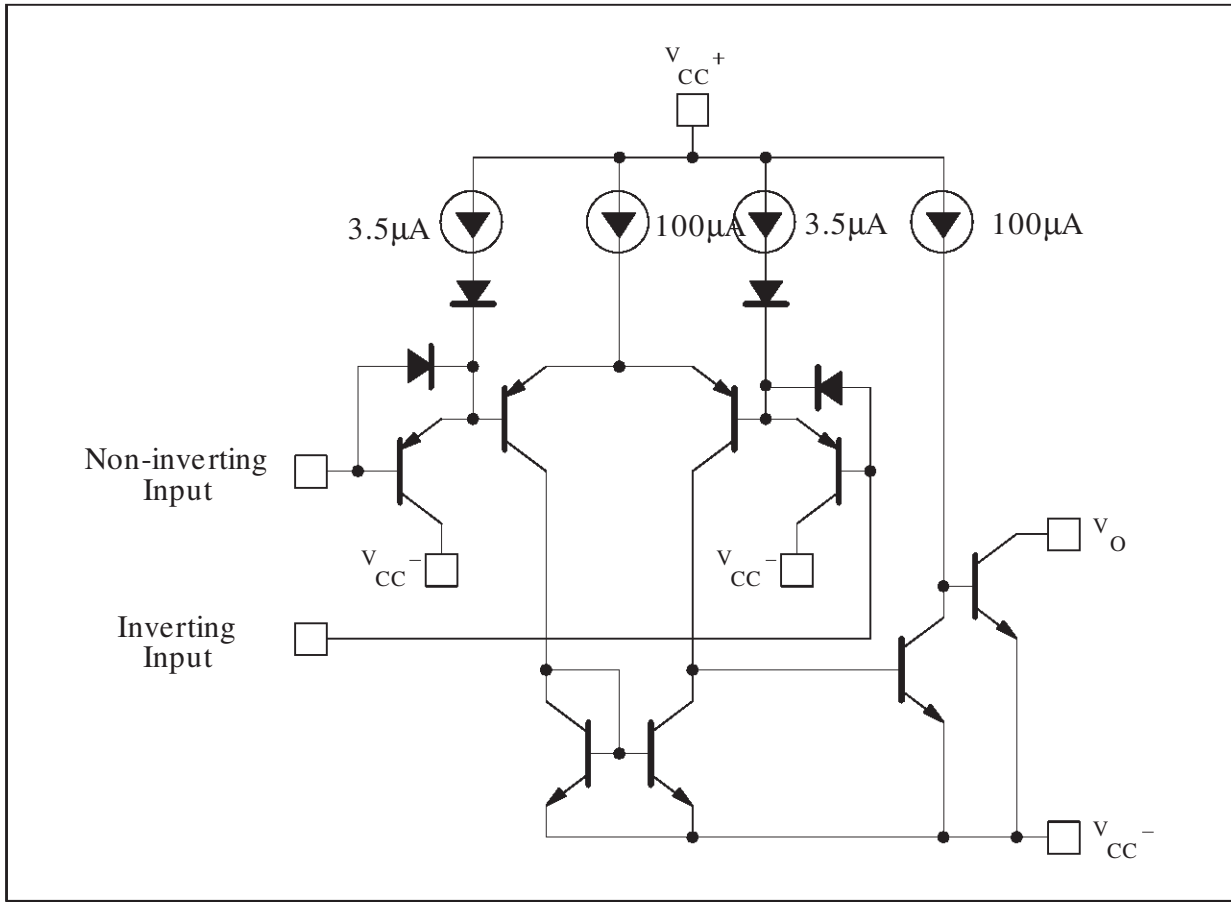 VCC+
3.5μA
100μA
3.5μA
100μA
Non-inverting
Input
VCC−
VCC−
VO
Inverting
Input
VCC−